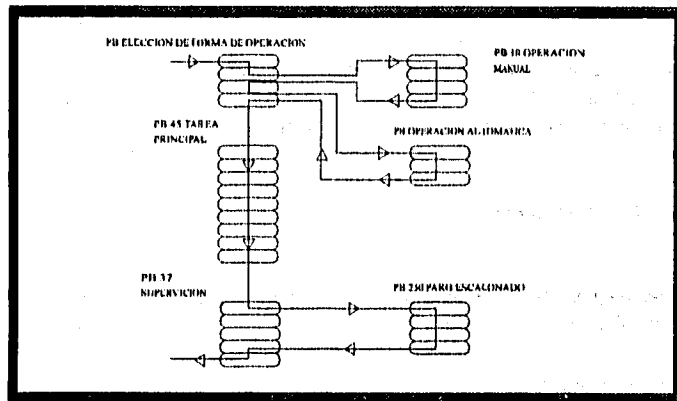 PB ELECCION DE FORMA DE OPERACION
PB 10 OPERACION
MANUAL
PB 45 TAREA
PRINCIPAL
PB OPERACION AUTOMATICA
PB 37
SUPERVICION
PB 230 PARO ESCALONADO